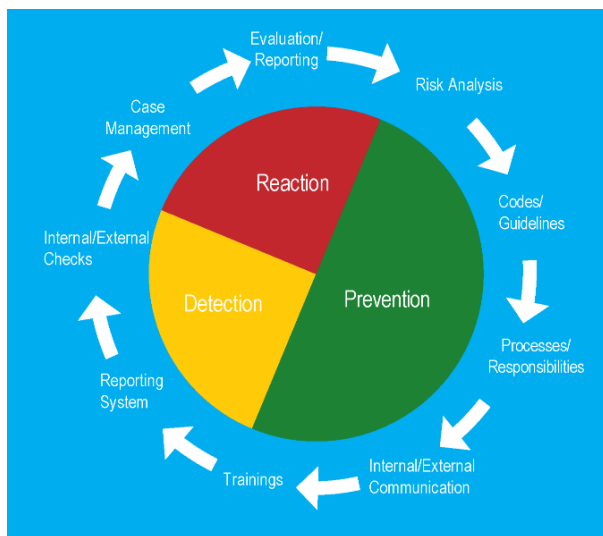 Evaluation/
Reporting
Risk Analysis
Case
Management
Reaction
Codes/
Guidelines
Internal/External
Checks
Detection
Prevention
Processes/
Responsibilities
Reporting
System
Internal/External
Communication
Trainings